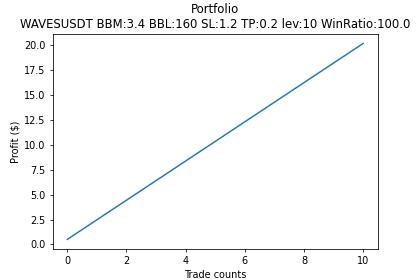 Portfolio
WAVESUSDT BBM:3.4 BBL:160 SL:1.2 TP:0.2 lev:10 WinRatio:100.0
20.0
17.5
15.0
12.5
10.0
7.5
5.0
2.5
0.0
Profit ($)
0 2 4 6 8 10
Trade counts